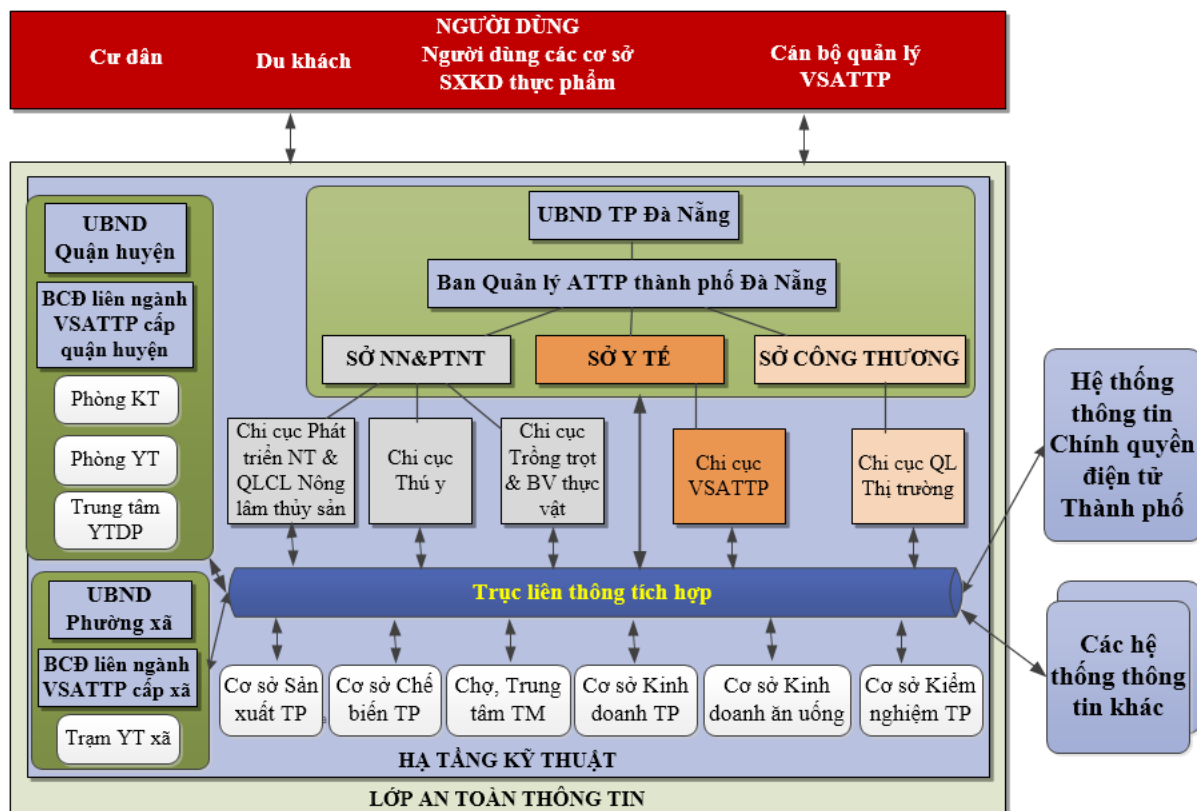 NGƯỜI DÙNG
Cư dân
Du khách
Người dùng các cơ sở
SXKD thực phẩm
Cán bộ quản lý
VSATTP
UBND
Quận huyện
BCĐ liên ngành
VSATTP cấp
quận huyện
Phòng KT
Phòng YT
Trung tâm
YTDP
UBND
Phường xã
BCĐ liên ngành
VSATTP cấp xã
Trạm YT xã
UBND TP Đà Nẵng
Ban Quản lý ATTP thành phố Đà Nẵng
SỞ NN&PTNT
SỞ Y TẾ
SỞ CÔNG THƯƠNG
Chi cục Phát
triển NT &
QLCL Nông
lâm thủy sản
Chi cục
Thú y
Chi cục
Trồng trọt
& BV thực
vật
Chi cục
VSATTP
Chi cục QL
Thị trường
Trục liên thông tích hợp
Cơ sở Sản
xuất TP
Cơ sở Chế
biến TP
Chợ, Trung
tâm TM
Cơ sở Kinh
doanh TP
Cơ sở Kinh
doanh ăn uống
Cơ sở Kiểm
nghiệm TP
HẠ TẦNG KỸ THUẬT
LỚP AN TOÀN THÔNG TIN
Hệ thống
thông tin
Chính quyền
điện tử
Thành phố
Các hệ
thống thông
tin khác